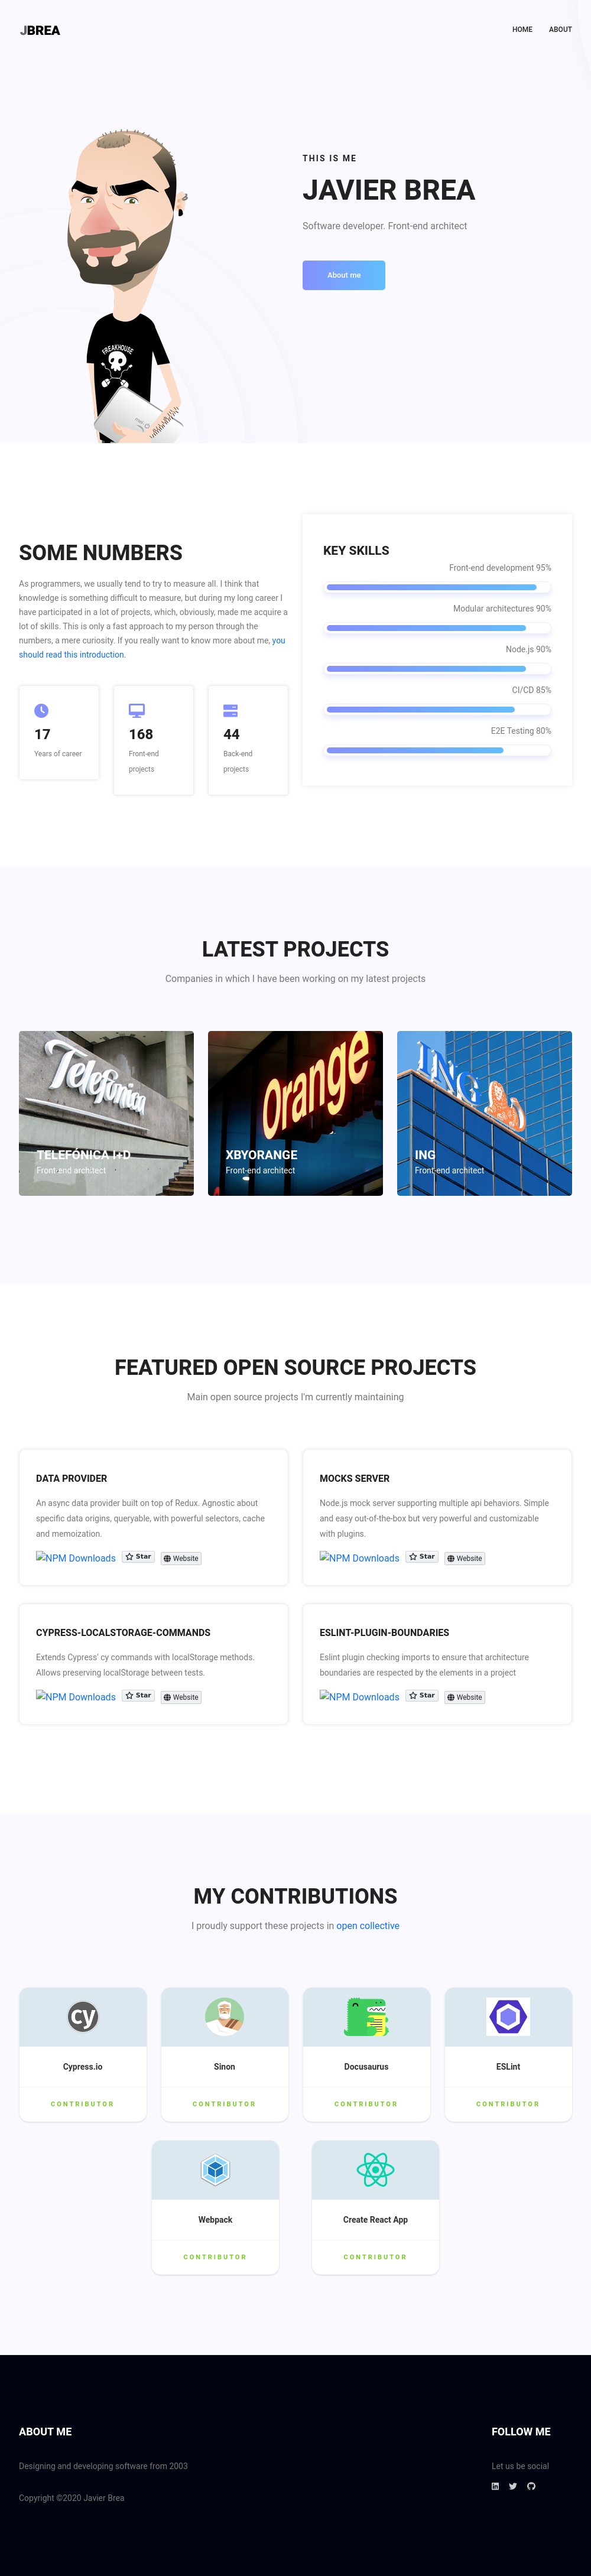 JBREA
HOME
ABOUT
THIS IS ME
JAVIER BREA
Software developer. Front-end architect
About me
FREAKHOUSE
SOME NUMBERS
As programmers, we usually tend to try to measure all. I think that
knowledge is something difficult to measure, but during my long career I
have participated in a lot of projects, which, obviously, made me acquire a
lot of skills. This is only a fast approach to my person through the
numbers, a mere curiosity. If you really want to know more about me, you
should read this introduction.
17
Years of career
168
Front-end
projects
44
Back-end
projects
KEY SKILLS
Front-end development 95%
Modular architectures 90%
Node.js 90%
CI/CD 85%
E2E Testing 80%
LATEST PROJECTS
Companies in which I have been working on my latest projects
Telefónica
TELEFÓNICA I+D
Front-end architect
Orange
XBYORANGE
Front-end architect
ING
ING
Front-end architect
FEATURED OPEN SOURCE PROJECTS
Main open source projects I'm currently maintaining
DATA PROVIDER
An async data provider built on top of Redux. Agnostic about
specific data origins, queryable, with powerful selectors, cache
and memoization.
NPM Downloads Star Website
MOCKS SERVER
Node.js mock server supporting multiple api behaviors. Simple
and easy out-of-the-box but very powerful and customizable
with plugins.
NPM Downloads Star Website
CYPRESS-LOCALSTORAGE-COMMANDS
Extends Cypress' cy commands with localStorage methods.
Allows preserving localStorage between tests.
NPM Downloads Star Website
ESLINT-PLUGIN-BOUNDARIES
Eslint plugin checking imports to ensure that architecture
boundaries are respected by the elements in a project
NPM Downloads Star Website
MY CONTRIBUTIONS
I proudly support these projects in open collective
cy
Cypress.io
CONTRIBUTOR
Sinon
CONTRIBUTOR
Docusaurus
CONTRIBUTOR
ESLint
CONTRIBUTOR
Webpack
CONTRIBUTOR
Create React App
CONTRIBUTOR
ABOUT ME
Designing and developing software from 2003
Copyright ©2020 Javier Brea
FOLLOW ME
Let us be social